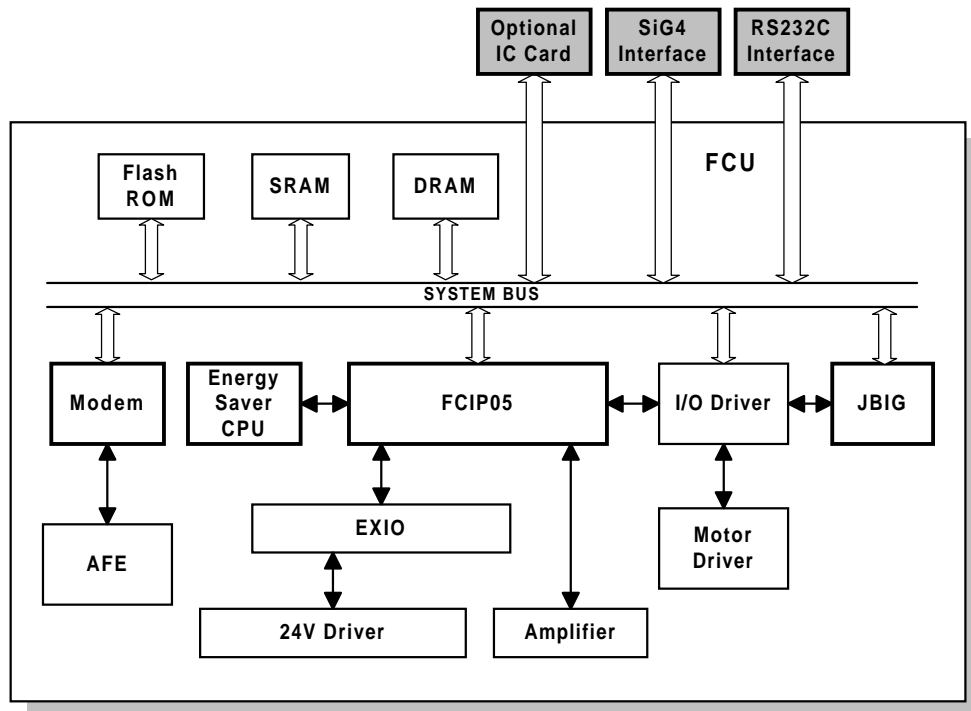 Optional
IC Card
SiG4
Interface
RS232C
Interface
FCU
Flash
ROM
SRAM
DRAM
SYSTEM BUS
Modem
Energy
Saver
CPU
FCIP05
I/O Driver
JBIG
AFE
EXIO
Motor
Driver
24V Driver
Amplifier